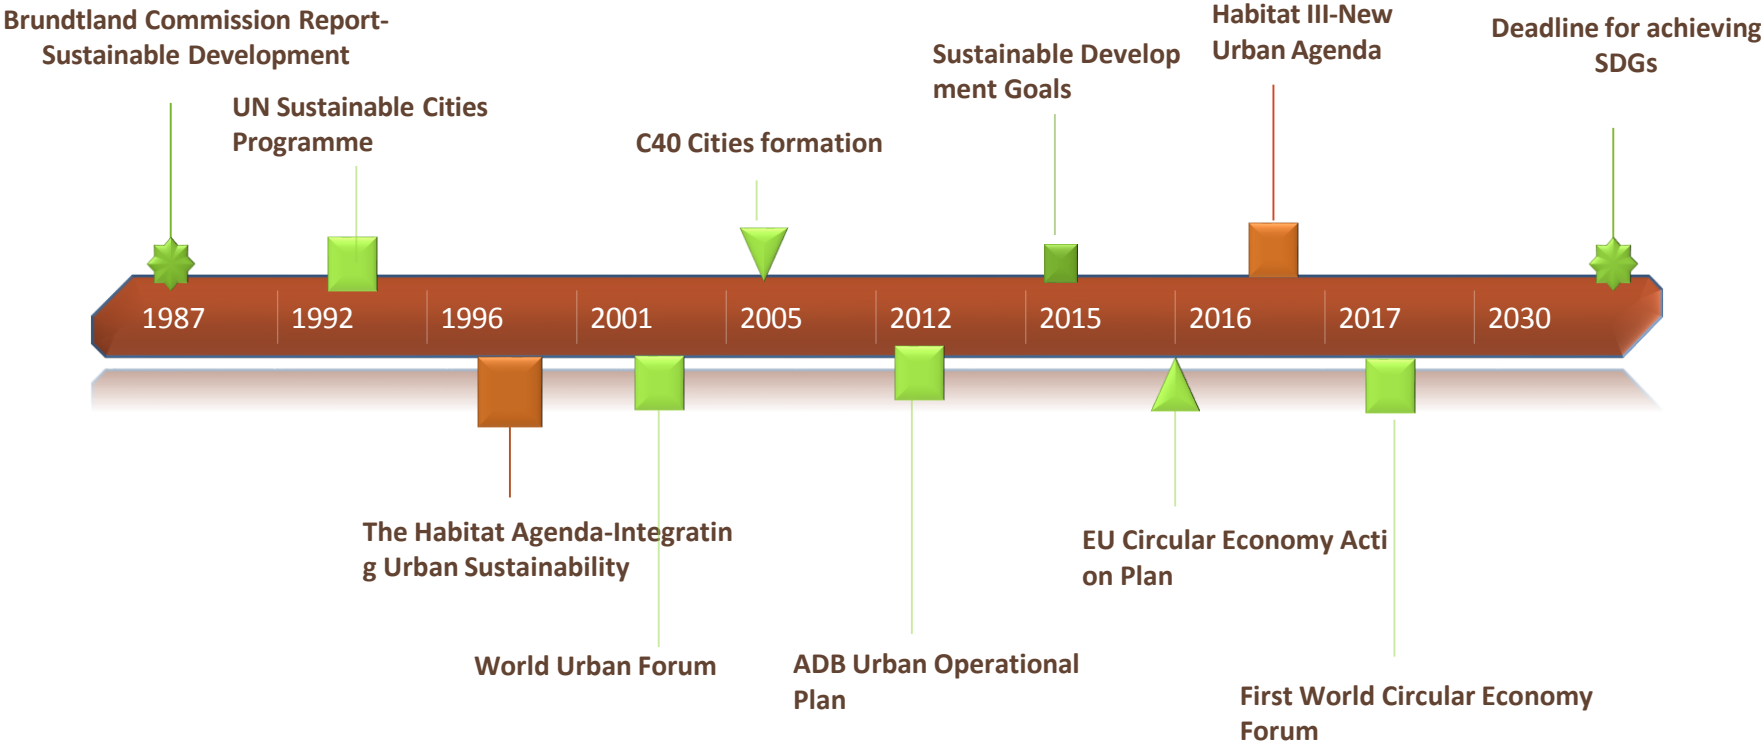 Brundtland Commission Report-
Sustainable Development
UN Sustainable Cities
Programme
C40 Cities formation
Sustainable Develop
ment Goals
Habitat III-New
Urban Agenda
Deadline for achieving
SDGs
1987
1992
1996
2001
2005
2012
2015
2016
2017
2030
The Habitat Agenda-Integratin
g Urban Sustainability
World Urban Forum
ADB Urban Operational
Plan
EU Circular Economy Acti
on Plan
First World Circular Economy
Forum